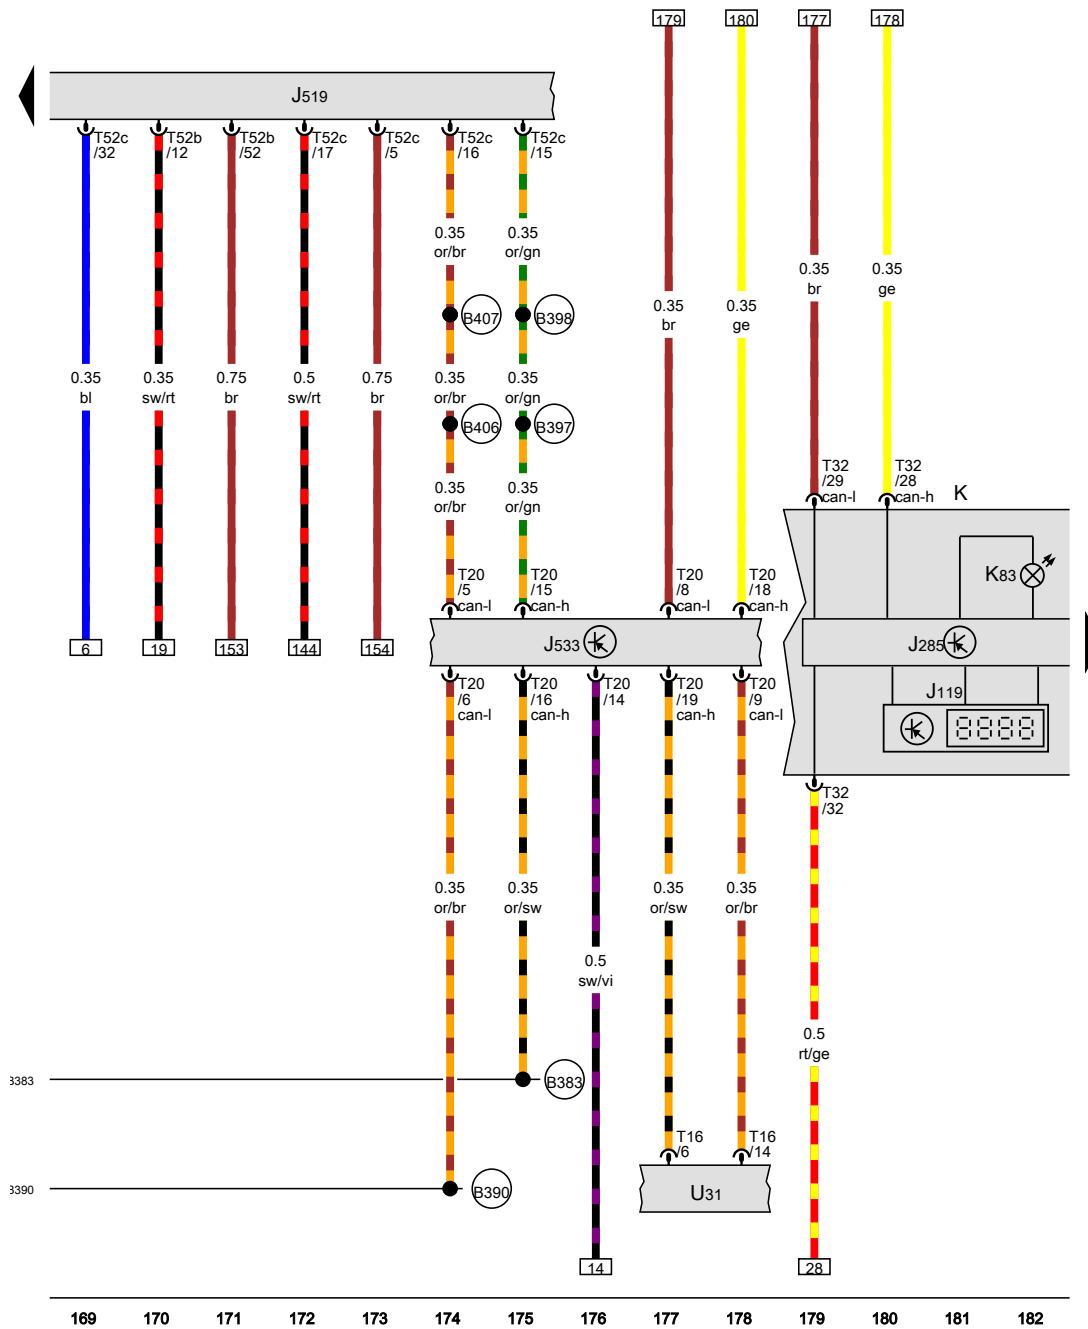 179 180 177 178
J519
T52c T52b T52b T52c T52c T52c T52c
/32 /12 /52 /17 /5 /16 /15
0.35 0.35
or/br or/gn
0.35 0.35
br ge
0.35 0.35
br ge
B407 B398
0.35 0.35 0.75 0.5 0.75 0.35 0.35
bl sw/rt br sw/rt br or/br or/gn
B406 B397
0.35 0.35
or/br or/gn
T32 T32
/29 /28
can-l can-h
K
K83
T20 T20 T20 T20
/5 /15 /8 /18
can-l can-h can-l can-h
6 19 153 144 154
J533
J285
T20 T20 T20 T20 T20
/6 /16 /14 /19 /9
can-l can-h can-h can-l
J119
8888
T32
/32
0.35 0.35 0.35 0.35
or/br or/sw or/sw or/br
0.5
sw/vi
0.5
rt/ge
3383
B383
T16 T16
/6 /14
3390
B390
U31
14 28
169 170 171 172 173 174 175 176 177 178 179 180 181 182